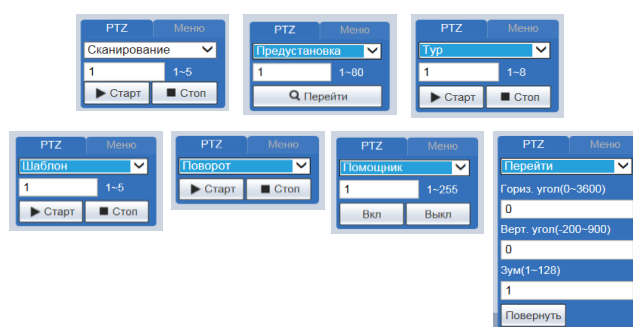 PTZ Меню
Сканирование
1 1~5
Старт Стоп
PTZ Меню
Предустановка
1 1~80
Перейти
PTZ Меню
Тур
1 1~8
Старт Стоп
PTZ Меню
Шаблон
1 1~5
Старт Стоп
PTZ Меню
Поворот
Старт Стоп
PTZ Меню
Помощник
1 1~255
Вкл Выкл
PTZ Меню
Перейти
Гориз. угол(0~3600)
0
Верт. угол(-200~900)
0
Зум(1~128)
1
Повернуть